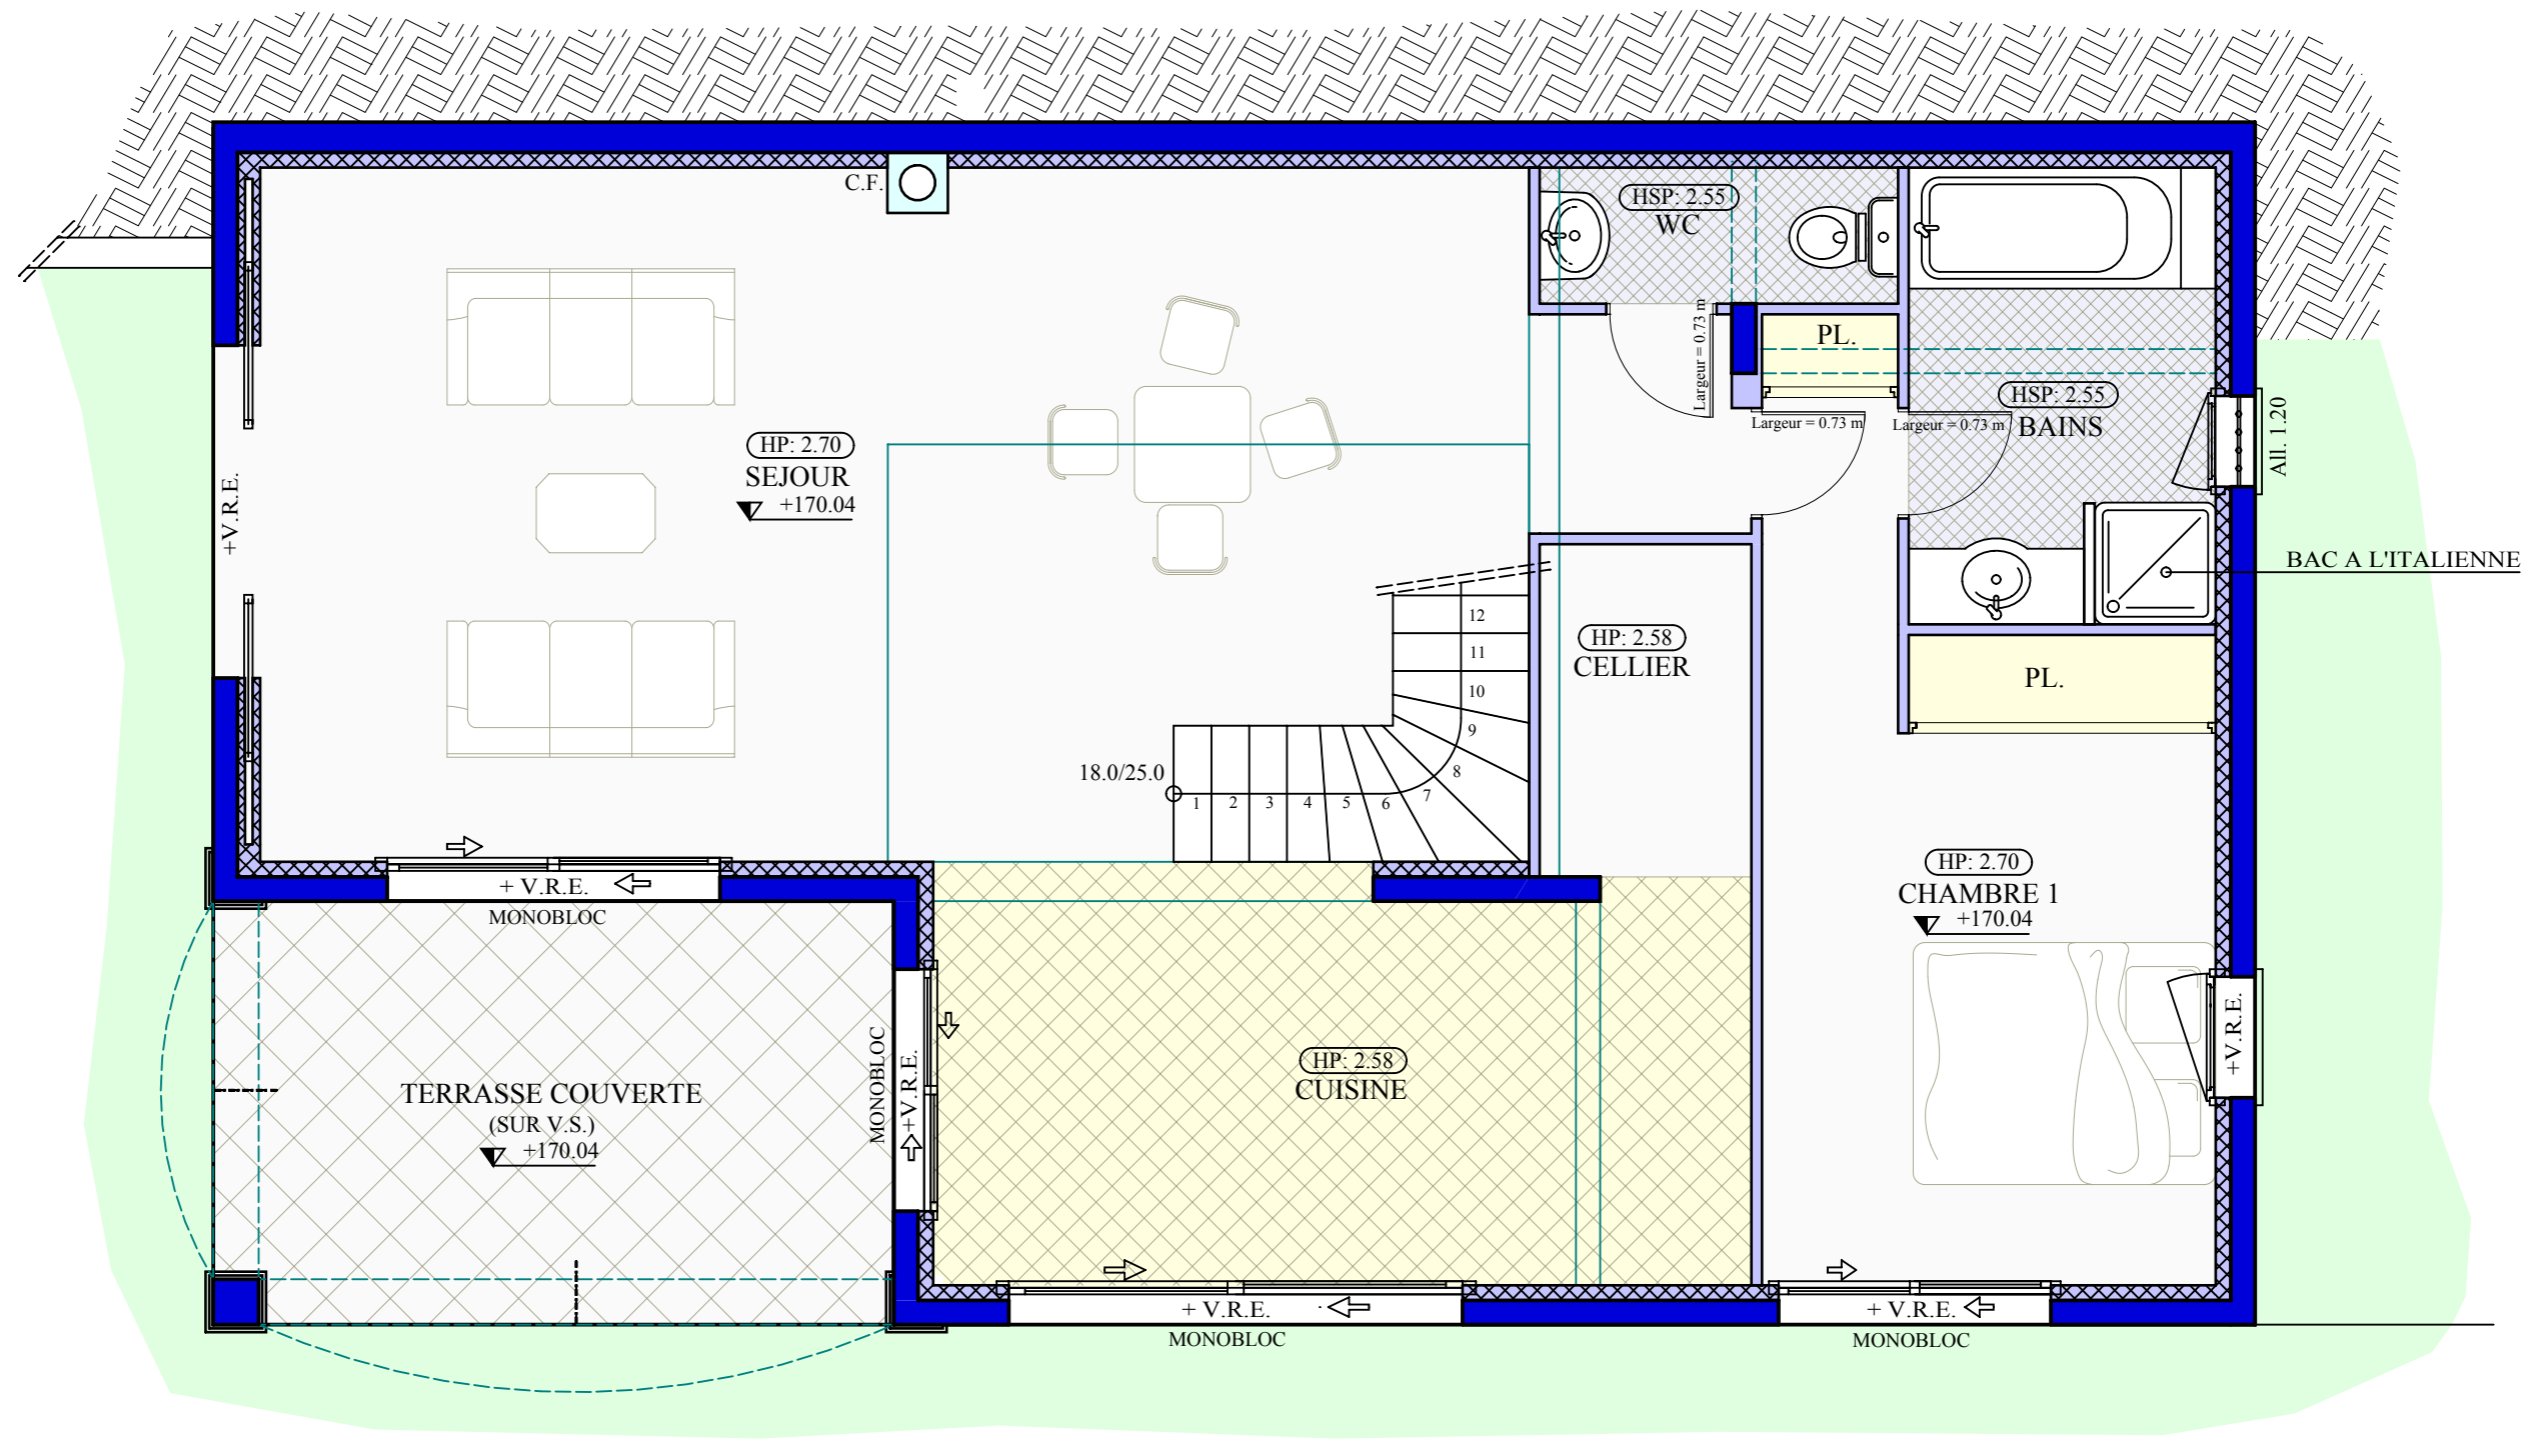 C.F.
HSP: 2.55
WC
Largeur = 0.73 m
PL.
HSP: 2.55
BAINS
Largeur = 0.73 m
Largeur = 0.73 m
All. 1.20
HP: 2.70
SEJOUR
+170.04
+V.R.E.
BAC A L'ITALIENNE
12
11
10
9
8
7
6
5
4
3
2
1
18.0/25.0
HP: 2.58
CELLIER
PL.
+ V.R.E.
MONOBLOC
HP: 2.70
CHAMBRE 1
+170.04
+V.R.E.
MONOBLOC
+V.R.E.
HP: 2.58
CUISINE
TERRASSE COUVERTE
(SUR V.S.)
+170.04
+ V.R.E.
MONOBLOC
+ V.R.E.
MONOBLOC